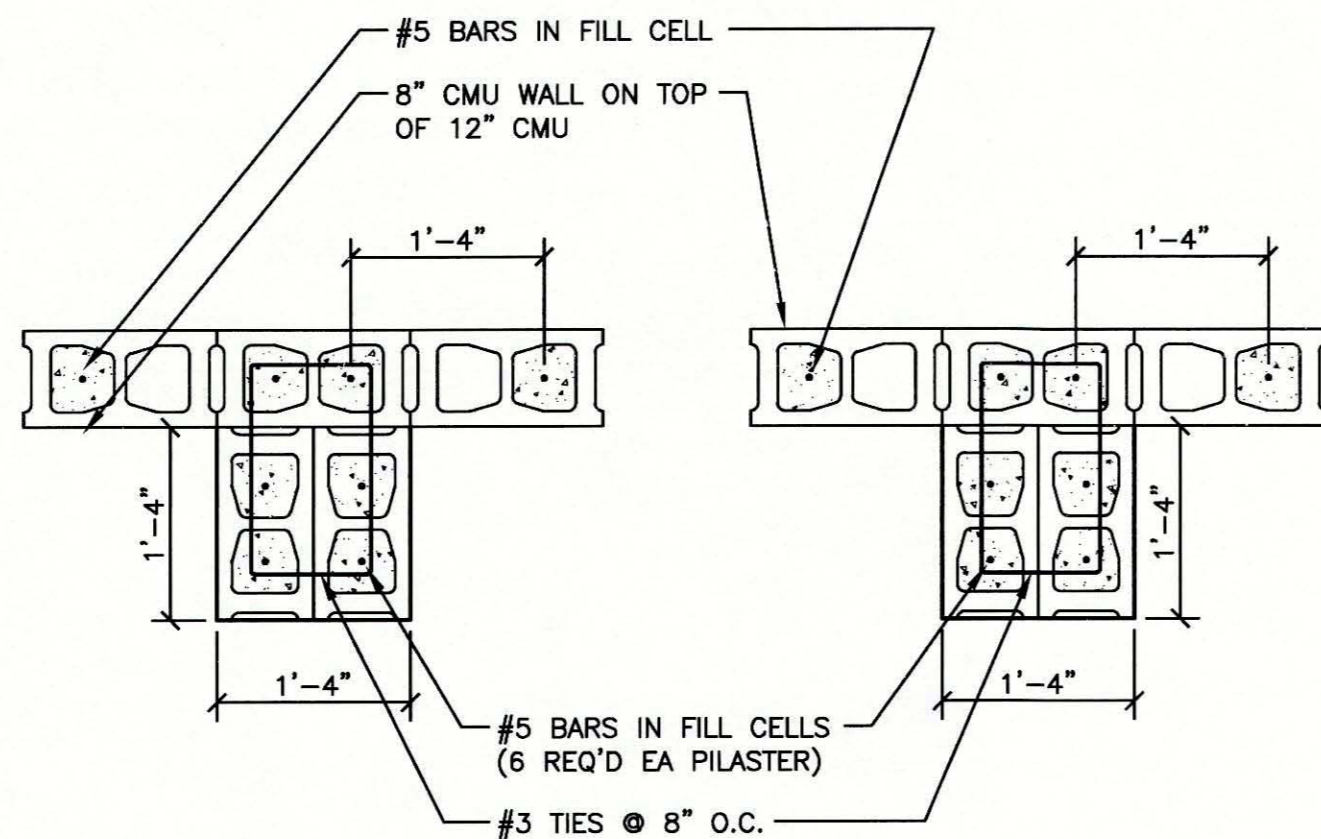 #5 BARS IN FILL CELL
8" CMU WALL ON TOP
OF 12" CMU
1'-4"
1'-4"
1'-4"
1'-4"
1'-4"
1'-4"
#5 BARS IN FILL CELLS
(6 REQ'D EA PILASTER)
#3 TIES @ 8" O.C.